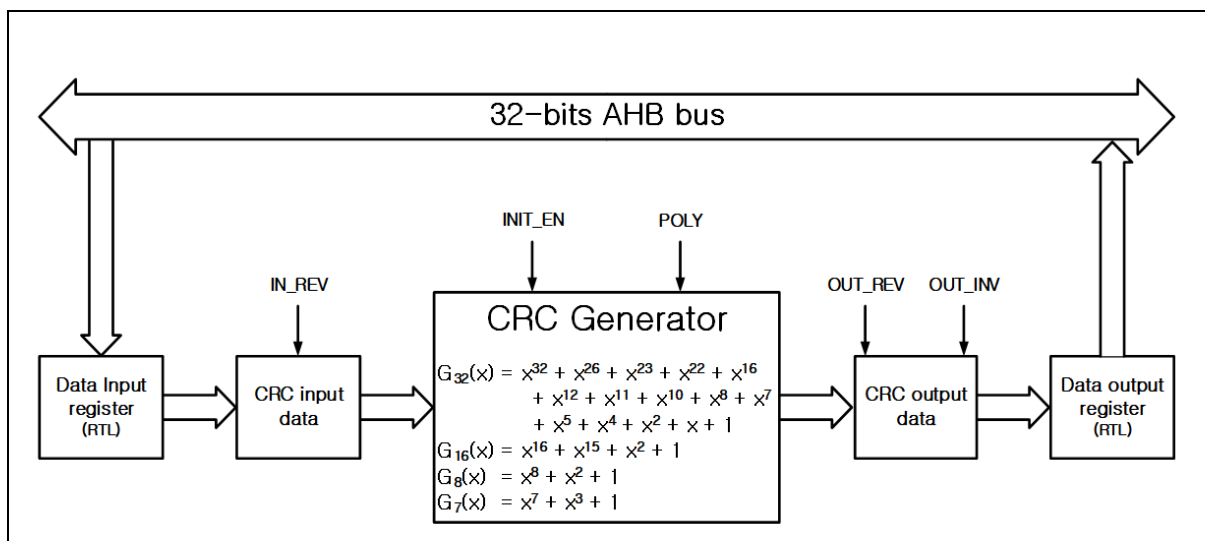 32-bits AHB bus
INIT_EN
POLY
IN_REV
OUT_REV
OUT_INV
Data Input
register
(RTL)
CRC input
data
CRC Generator
G₃₂(x) = x³² + x²⁶ + x²³ + x²² + x¹⁶
+ x¹² + x¹¹ + x¹⁰ + x⁸ + x⁷
+ x⁵ + x⁴ + x² + x + 1
G₁₆(x) = x¹⁶ + x¹⁵ + x² + 1
G₈(x) = x⁸ + x² + 1
G₇(x) = x⁷ + x³ + 1
CRC output
data
Data output
register
(RTL)